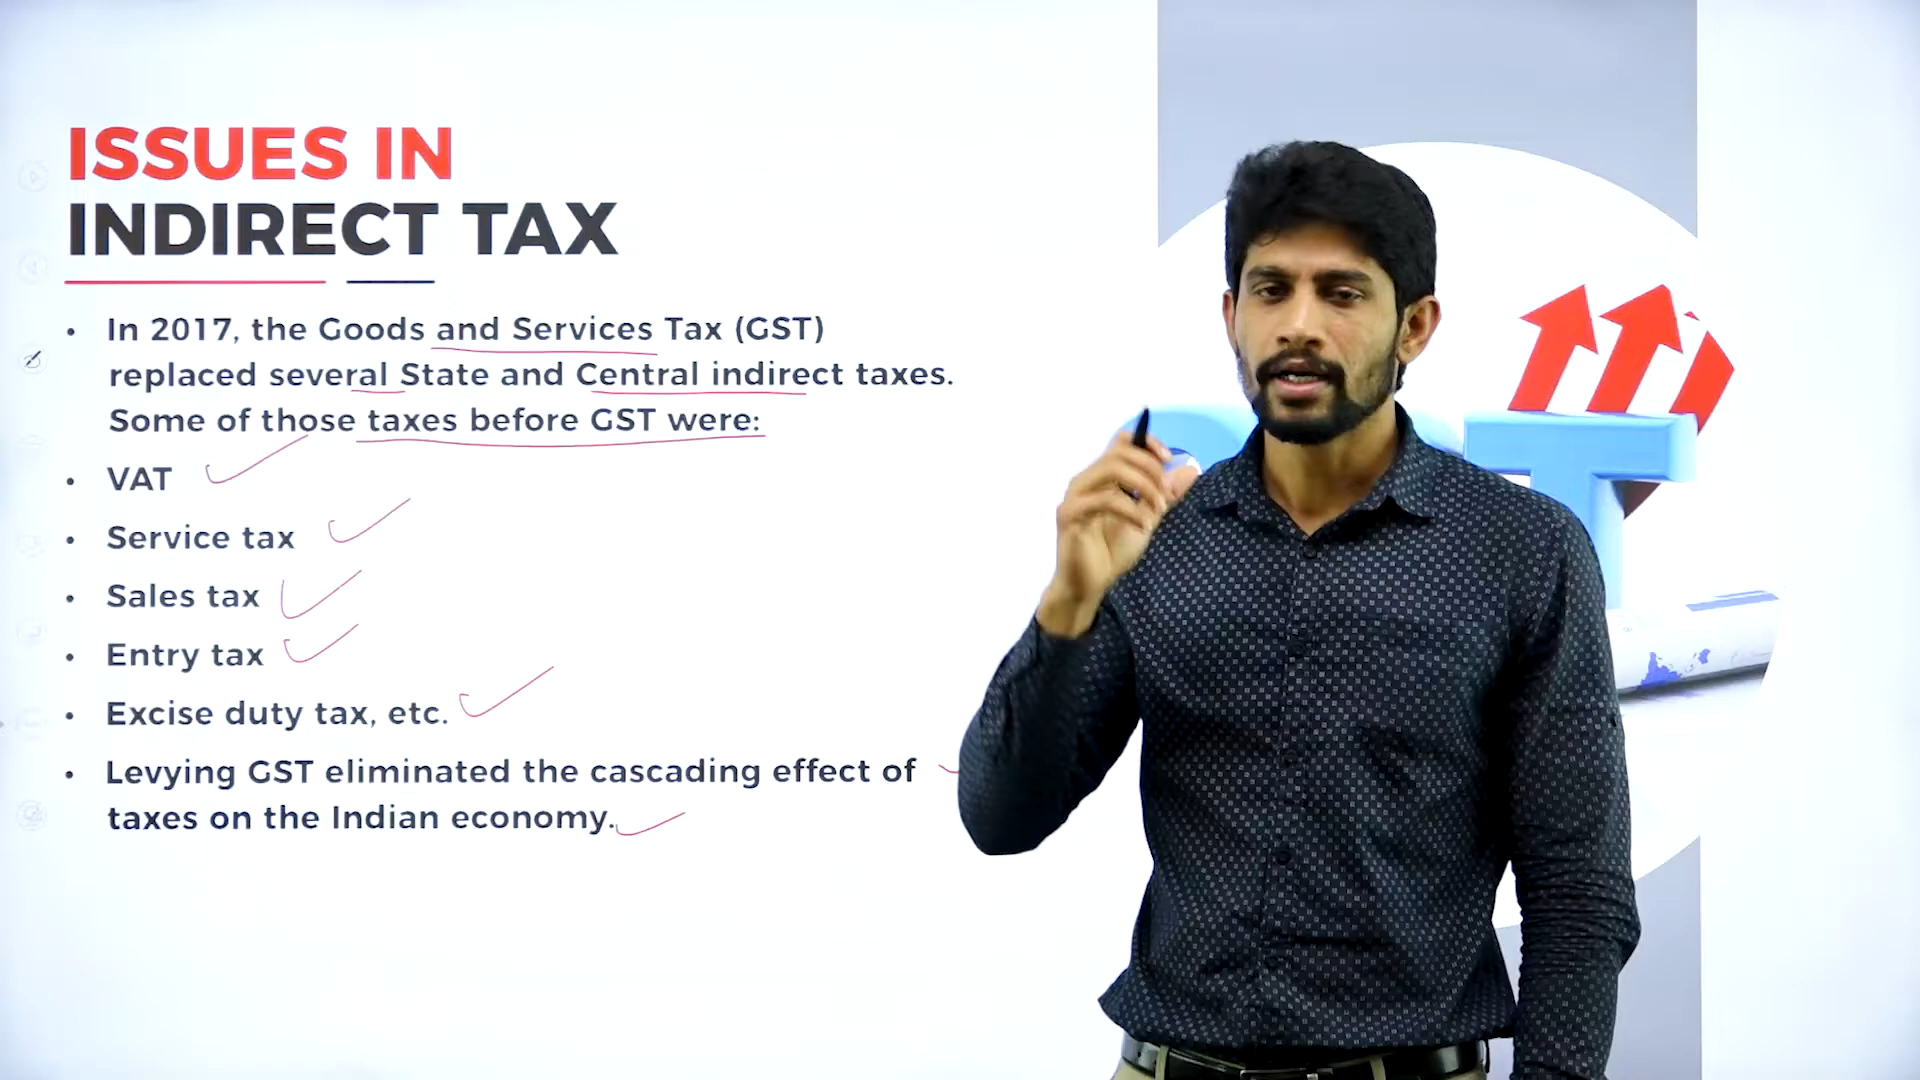 ISSUES IN
INDIRECT TAX
• In 2017, the Goods and Services Tax (GST)
replaced several State and Central indirect taxes.
Some of those taxes before GST were:
• VAT
• Service tax
• Sales tax
• Entry tax
• Excise duty tax, etc.
• Levying GST eliminated the cascading effect of
taxes on the Indian economy.
T